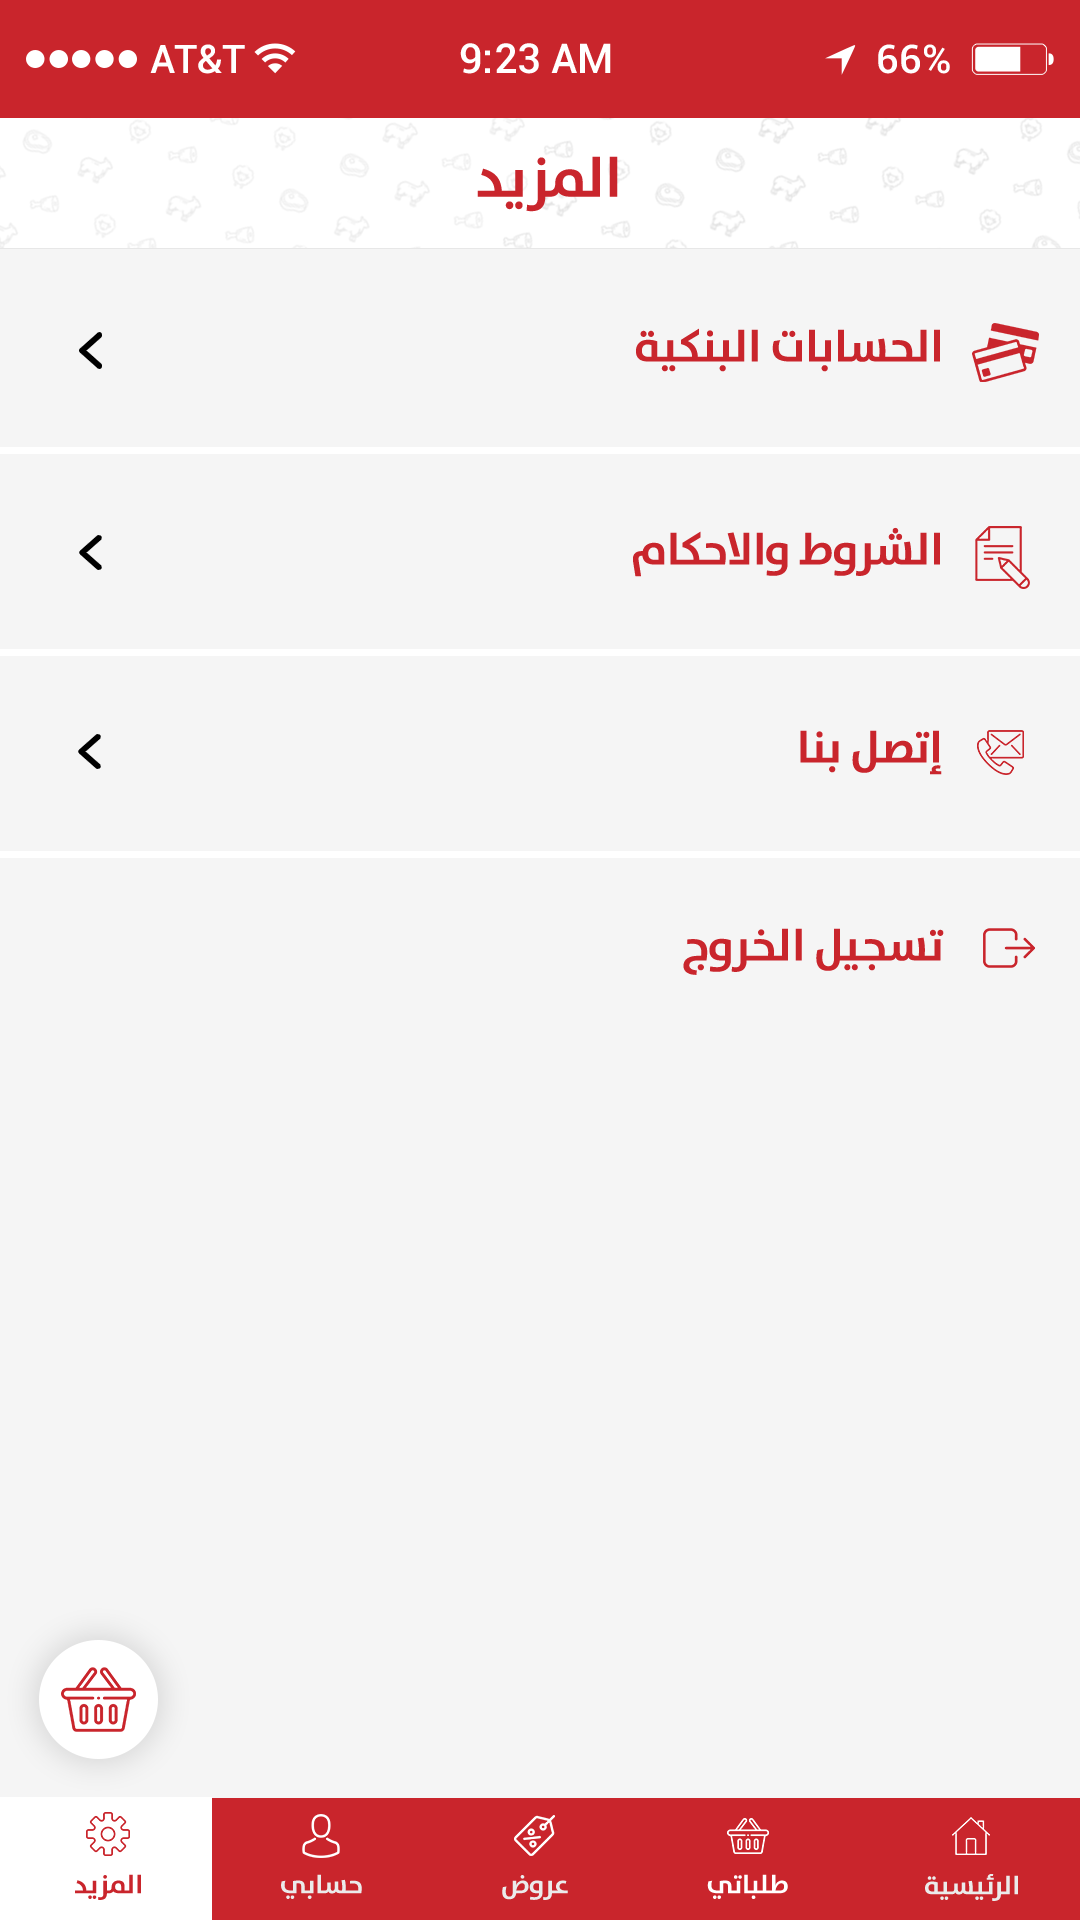 AT&T 9:23 AM 66%
المزيد
الحسابات البنكية
الشروط والاحكام
إتصل بنا
تسجيل الخروج
الرئيسية
طلباتي
عروض
حسابي
المزيد